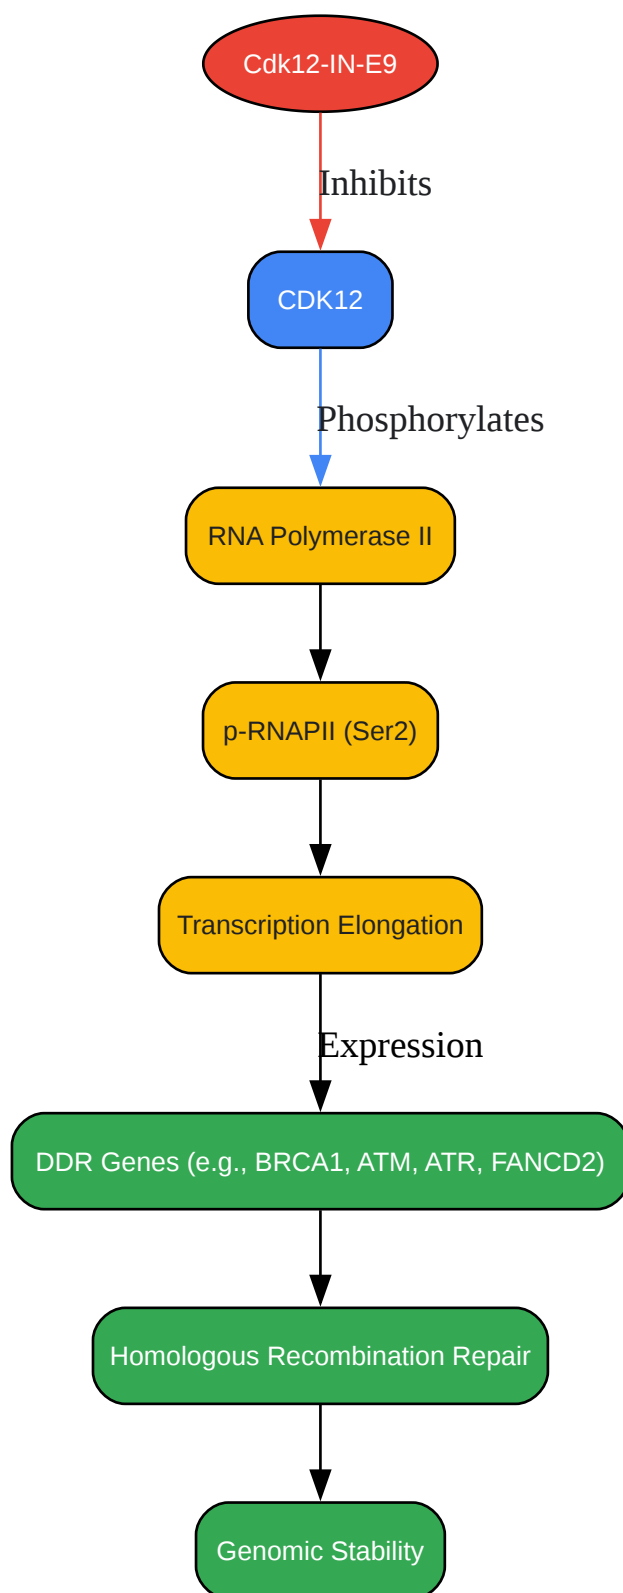 Cdk12-IN-E9
Inhibits
CDK12
Phosphorylates
RNA Polymerase II
p-RNAPII (Ser2)
Transcription Elongation
Expression
DDR Genes (e.g., BRCA1, ATM, ATR, FANCD2)
Homologous Recombination Repair
Genomic Stability